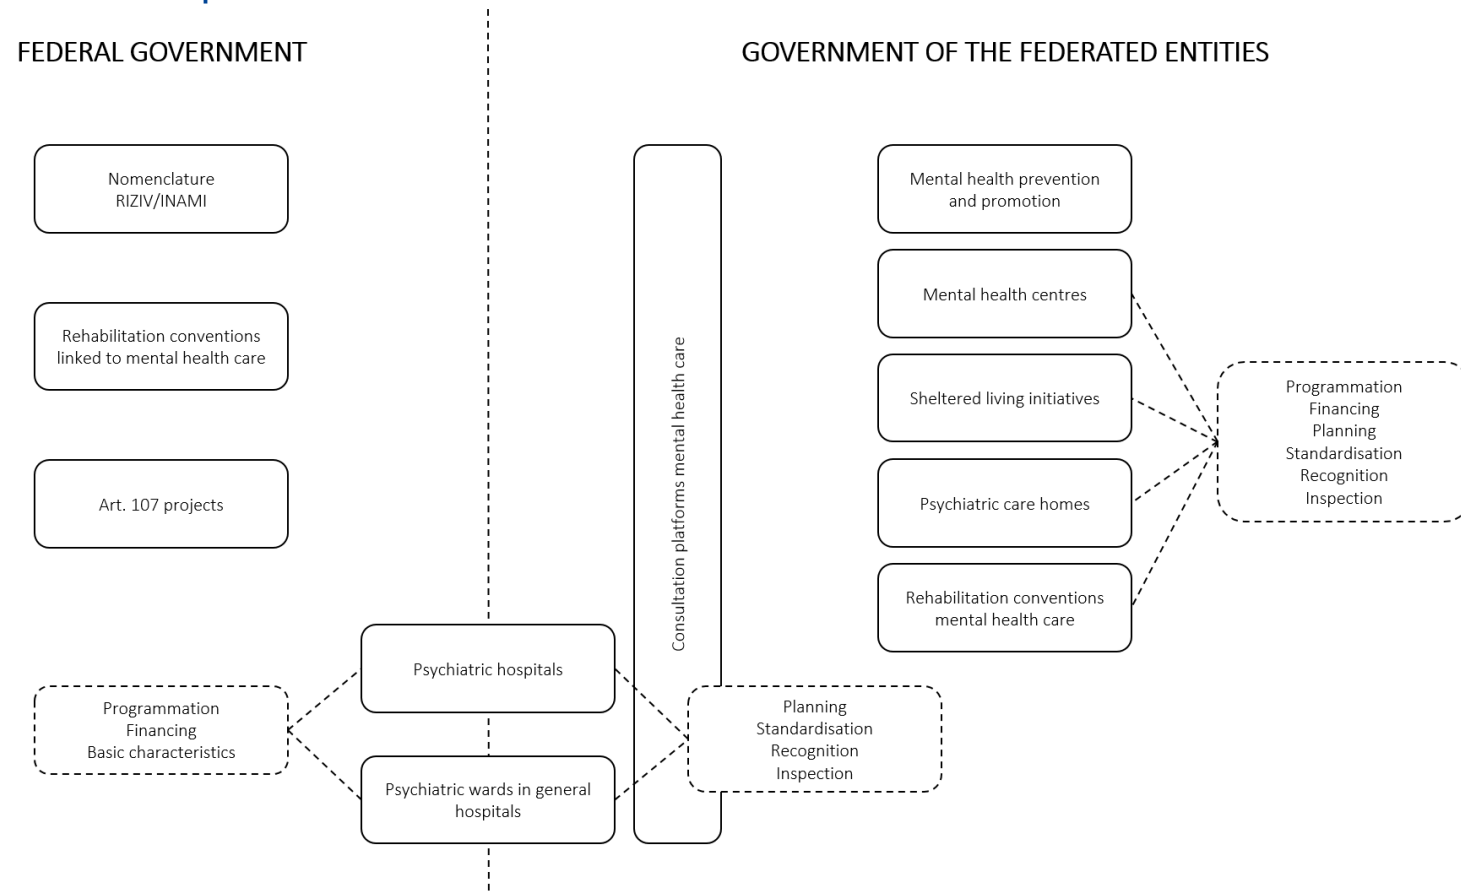 FEDERAL GOVERNMENT
GOVERNMENT OF THE FEDERATED ENTITIES
Nomenclature
RIZIV/INAMI
Rehabilitation conventions
linked to mental health care
Art. 107 projects
Programmation
Financing
Basic characteristics
Psychiatric hospitals
Psychiatric wards in general
hospitals
Consultation platforms mental health care
Planning
Standardisation
Recognition
Inspection
Mental health prevention
and promotion
Mental health centres
Sheltered living initiatives
Psychiatric care homes
Rehabilitation conventions
mental health care
Programmation
Financing
Planning
Standardisation
Recognition
Inspection